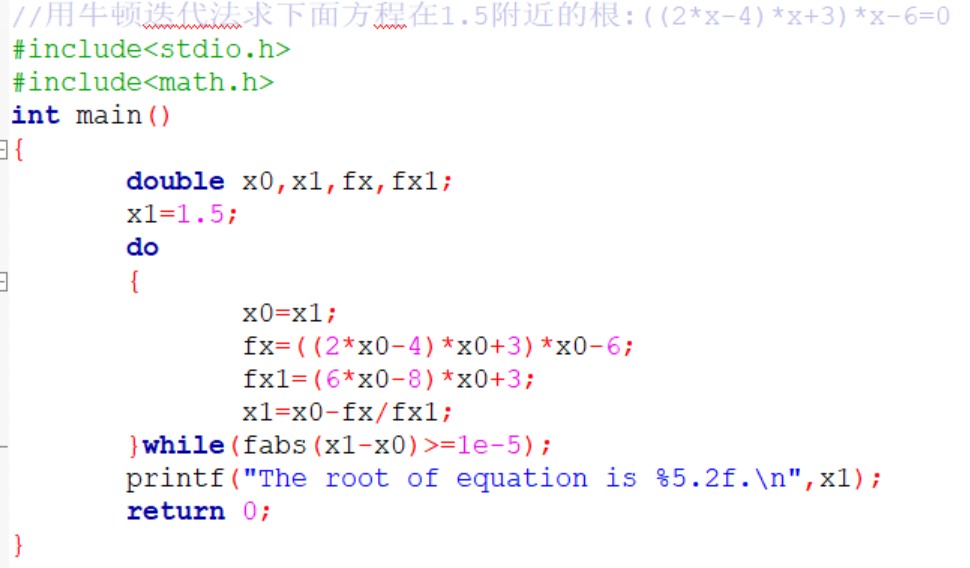 //用牛顿迭代法求下面方程在1.5附近的根:((2*x-4)*x+3)*x-6=0
#include<stdio.h>
#include<math.h>
int main()
{
double x0,x1,fx,fx1;
x1=1.5;
do
{
x0=x1;
fx=((2*x0-4)*x0+3)*x0-6;
fx1=(6*x0-8)*x0+3;
x1=x0-fx/fx1;
}while(fabs(x1-x0)>=1e-5);
printf("The root of equation is %5.2f.\n",x1);
return 0;
}